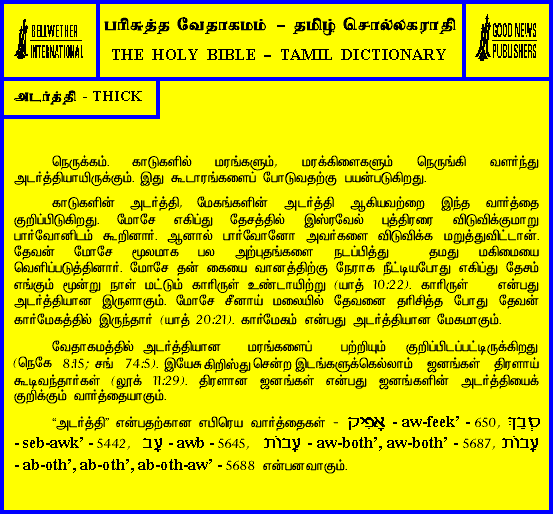 BELLWETHER
INTERNATIONAL
பரிசுத்த வேதாகமம் – தமிழ் சொல்லகராதி
THE HOLY BIBLE – TAMIL DICTIONARY
GOOD NEWS
PUBLISHERS
அடர்த்தி - THICK
நெருக்கம். காடுகளில் மரங்களும், மரக்கிளைகளும் நெருங்கி வளர்ந்து
அடர்த்தியாயிருக்கும். இது கூடாரங்களைப் போடுவதற்கு பயன்படுகிறது.
காடுகளின் அடர்த்தி, மேகங்களின் அடர்த்தி ஆகியவற்றை இந்த வார்த்தை
குறிப்பிடுகிறது. மோசே எகிப்து தேசத்தில் இஸ்ரவேல் புத்திரரை விடுவிக்குமாறு
பார்வோனிடம் கூறினார். ஆனால் பார்வோனோ அவர்களை விடுவிக்க மறுத்துவிட்டான்.
தேவன் மோசே மூலமாக பல அற்புதங்களை நடப்பித்து தமது மகிமையை
வெளிப்படுத்தினார். மோசே தன் கையை வானத்திற்கு நேராக நீட்டியபோது எகிப்து தேசம்
எங்கும் மூன்று நாள் மட்டும் காரிருள் உண்டாயிற்று (யாத் 10:22). காரிருள் என்பது
அடர்த்தியான இருளாகும். மோசே சீனாய் மலையில் தேவனை தரிசித்த போது தேவன்
கார்மேகத்தில் இருந்தார் (யாத் 20:21). கார்மேகம் என்பது அடர்த்தியான மேகமாகும்.
வேதாகமத்தில் அடர்த்தியான மரங்களைப் பற்றியும் குறிப்பிடப்பட்டிருக்கிறது
(நெகே 8:15; சங் 74:5). இயேசு கிறிஸ்து சென்ற இடங்களுக்கெல்லாம் ஜனங்கள் திரளாய்
கூடிவந்தார்கள் (லூக் 11:29). திரளான ஜனங்கள் என்பது ஜனங்களின் அடர்த்தியைக்
குறிக்கும் வார்த்தையாகும்.
“அடர்த்தி” என்பதற்கான எபிரெய வார்த்தைகள் - אָפִיק - aw-feek’ - 650, סְבַךְ
- seb-awk’ - 5442, עָב - awb - 5645, עָבוֹת - aw-both’, aw-both’ - 5687, עָבוֹת
- ab-oth’, ab-oth’, ab-oth-aw’ - 5688 என்பனவாகும்.